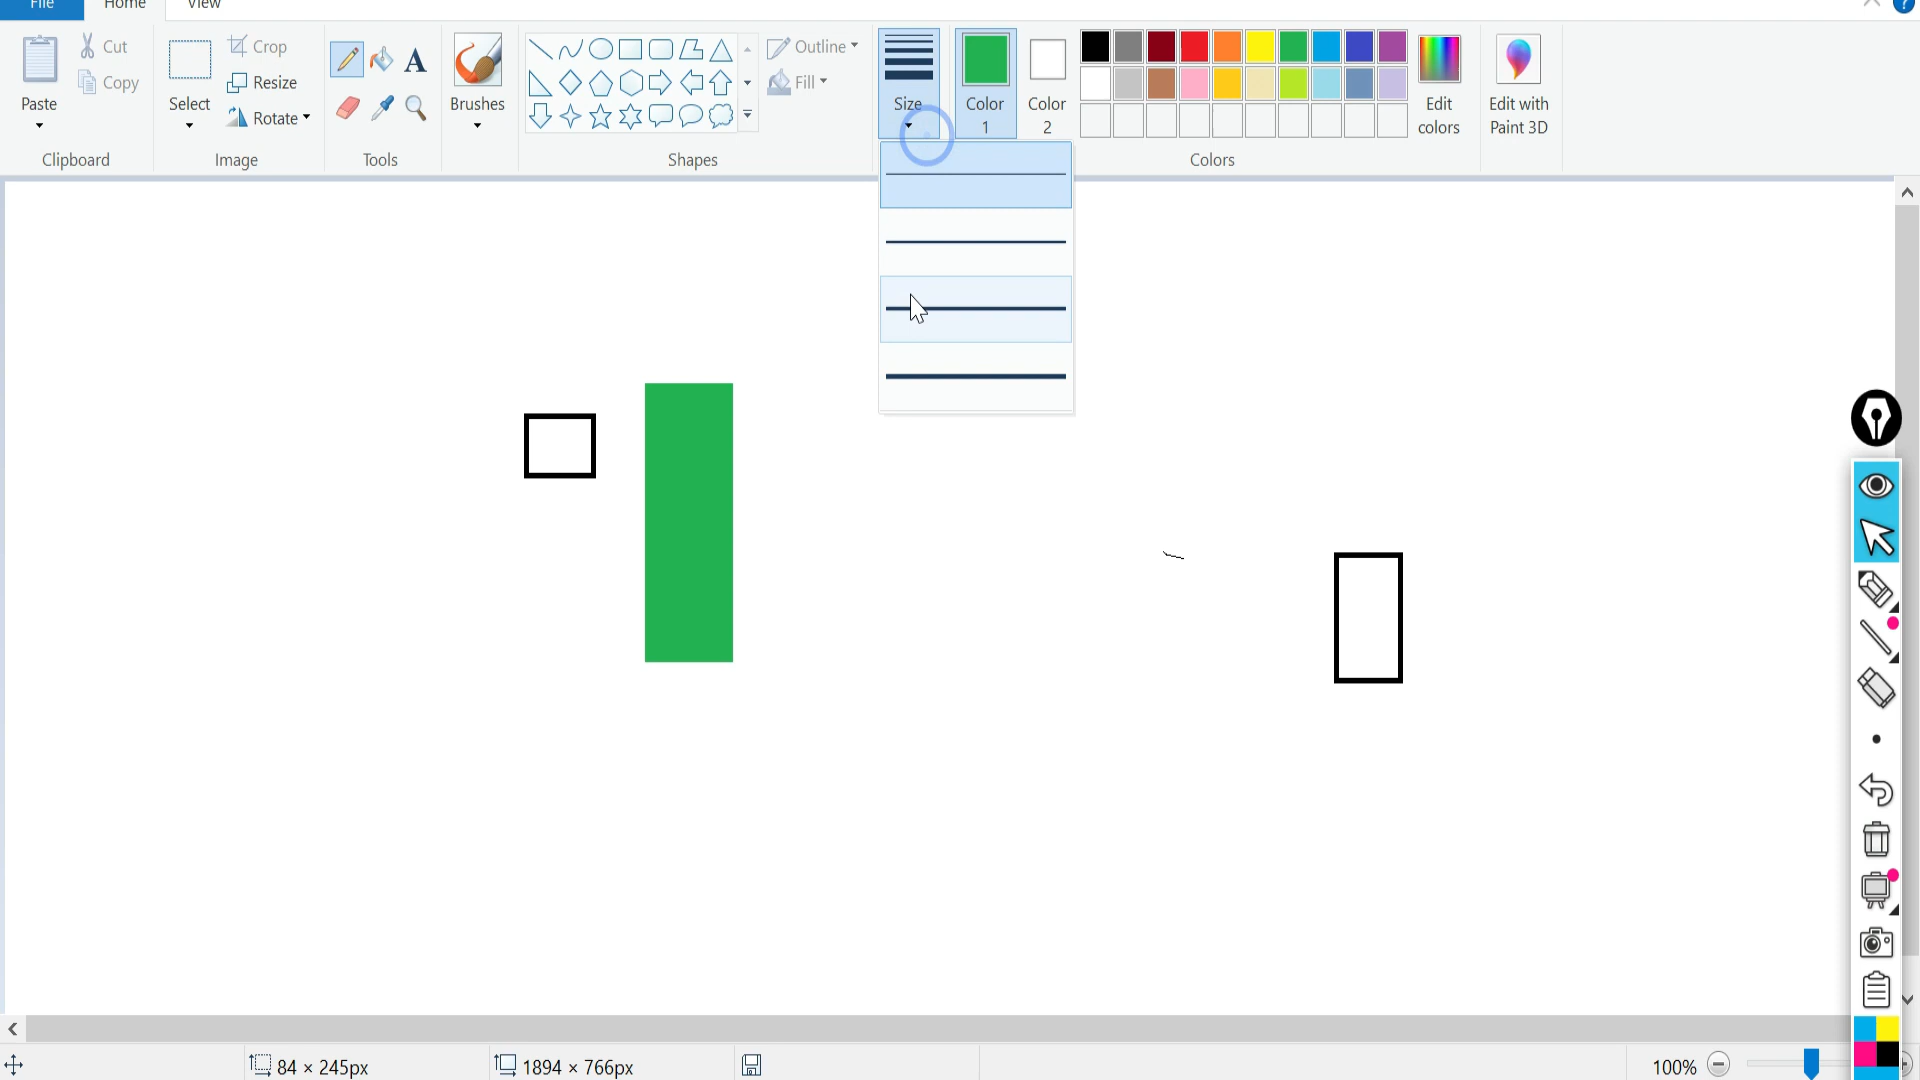 File Home View
Paste
Cut
Copy
Clipboard
Select
Crop
Resize
Rotate
Image
A
Tools
Brushes
Shapes
Outline
Fill
Size
Color
1
Color
2
Colors
Edit
colors
Edit with
Paint 3D
84 × 245px
1894 × 766px
100%